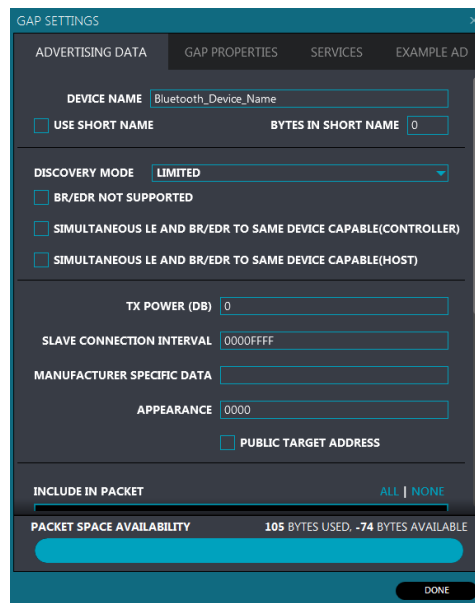 GAP SETTINGS
ADVERTISING DATA GAP PROPERTIES SERVICES EXAMPLE AD
DEVICE NAME Bluetooth_Device_Name
USE SHORT NAME BYTES IN SHORT NAME 0
DISCOVERY MODE LIMITED
BR/EDR NOT SUPPORTED
SIMULTANEOUS LE AND BR/EDR TO SAME DEVICE CAPABLE(CONTROLLER)
SIMULTANEOUS LE AND BR/EDR TO SAME DEVICE CAPABLE(HOST)
TX POWER (DB) 0
SLAVE CONNECTION INTERVAL 0000FFFF
MANUFACTURER SPECIFIC DATA
APPEARANCE 0000
PUBLIC TARGET ADDRESS
INCLUDE IN PACKET ALL | NONE
PACKET SPACE AVAILABILITY 105 BYTES USED, -74 BYTES AVAILABLE
DONE